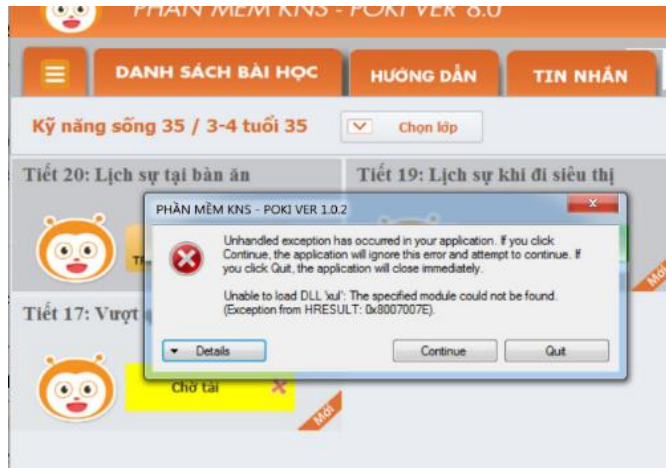 PHẦN MỀM KNS - POKI VER 8.0
DANH SÁCH BÀI HỌC
HƯỚNG DẪN
TIN NHẮN
Kỹ năng sống 35 / 3-4 tuổi 35
Chọn lớp
Tiết 20: Lịch sự tại bàn ăn
Tiết 19: Lịch sự khi đi siêu thị
PHẦN MỀM KNS - POKI VER 1.0.2
Unhandled exception has occurred in your application. If you click
Continue, the application will ignore this error and attempt to continue. If
you click Quit, the application will close immediately.
Unable to load DLL 'xul': The specified module could not be found.
(Exception from HRESULT: 0x8007007E).
Details
Continue
Quit
Mới
Tiết 17: Vượt
Chờ tải
Mới